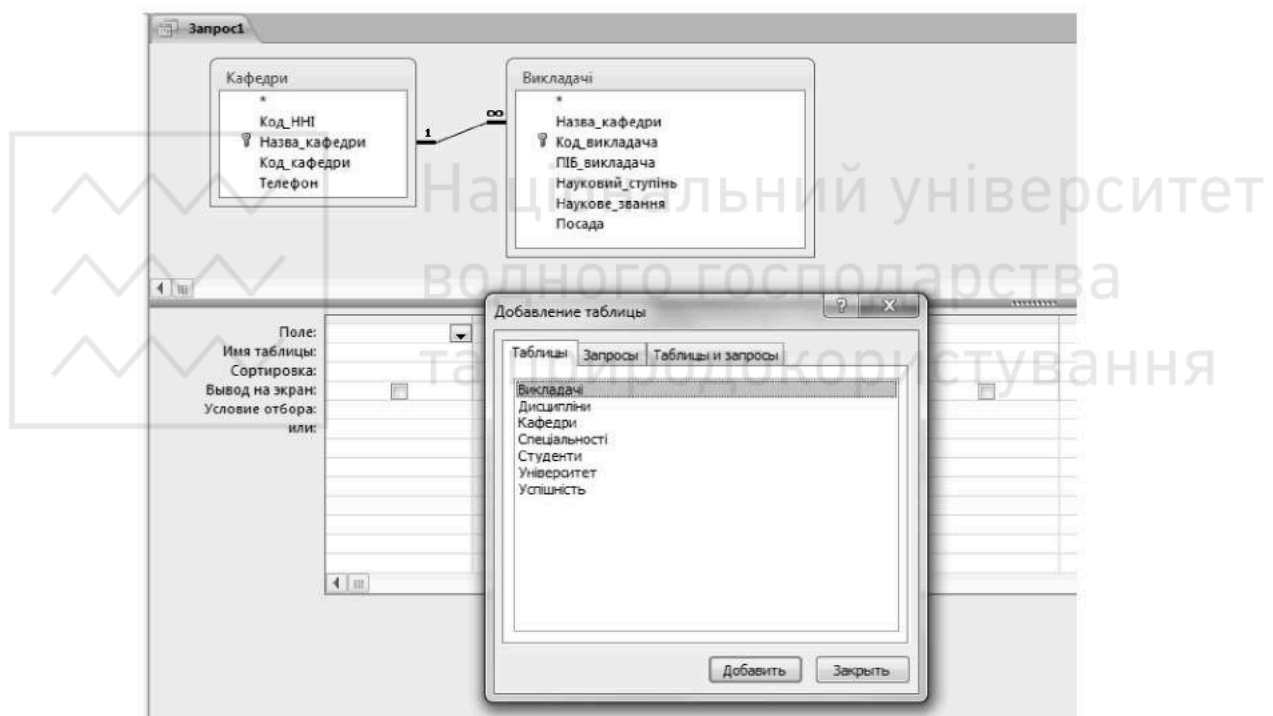 Запрос1
Кафедри
*
Код_ННІ
Назва_кафедри
Код_кафедри
Телефон
1
∞
Викладачі
*
Назва_кафедри
Код_викладача
ПІБ_викладача
Науковий_ступінь
Наукове_звання
Посада
Національний університет
водного господарства
та природокористування
Поле:
Имя таблицы:
Сортировка:
Вывод на экран:
Условие отбора:
или:
Добавление таблицы
Таблицы Запросы Таблицы и запросы
Викладачі
Дисципліни
Кафедри
Спеціальності
Студенти
Університет
Успішність
Добавить Закрыть